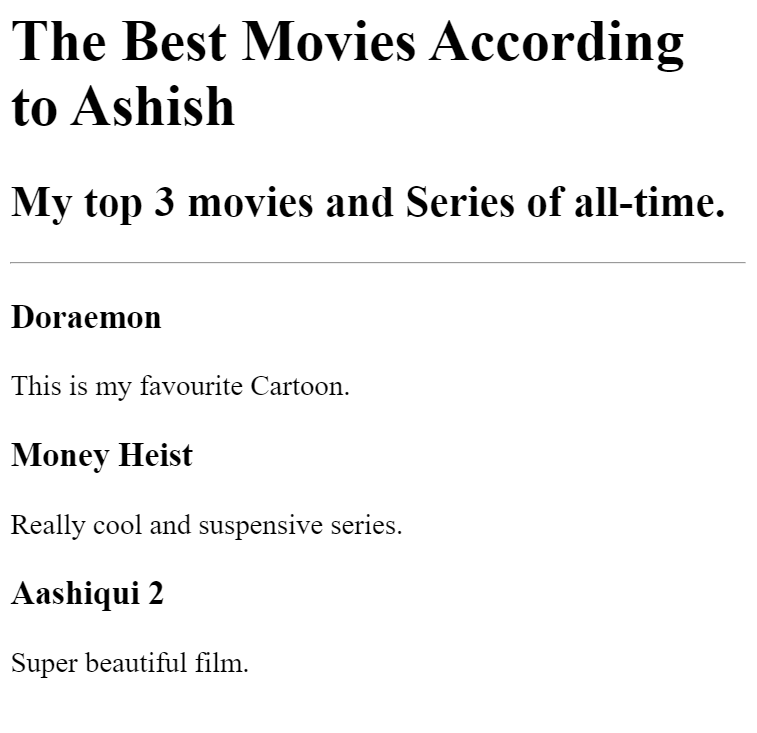 The Best Movies According
to Ashish
My top 3 movies and Series of all-time.
Doraemon
This is my favourite Cartoon.
Money Heist
Really cool and suspensive series.
Aashiqui 2
Super beautiful film.